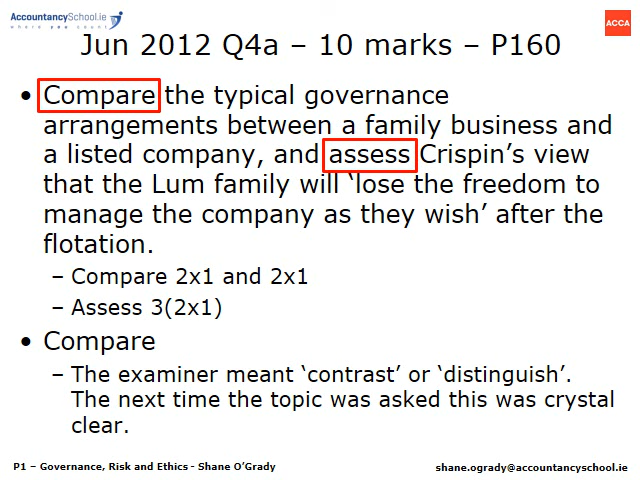 AccountancySchool.ie
where you count
ACCA
Jun 2012 Q4a – 10 marks – P160
• Compare the typical governance
arrangements between a family business and
a listed company, and assess Crispin’s view
that the Lum family will ‘lose the freedom to
manage the company as they wish’ after the
flotation.
– Compare 2x1 and 2x1
– Assess 3(2x1)
• Compare
– The examiner meant ‘contrast’ or ‘distinguish’.
The next time the topic was asked this was crystal
clear.
P1 – Governance, Risk and Ethics - Shane O’Grady
shane.ogrady@accountancyschool.ie